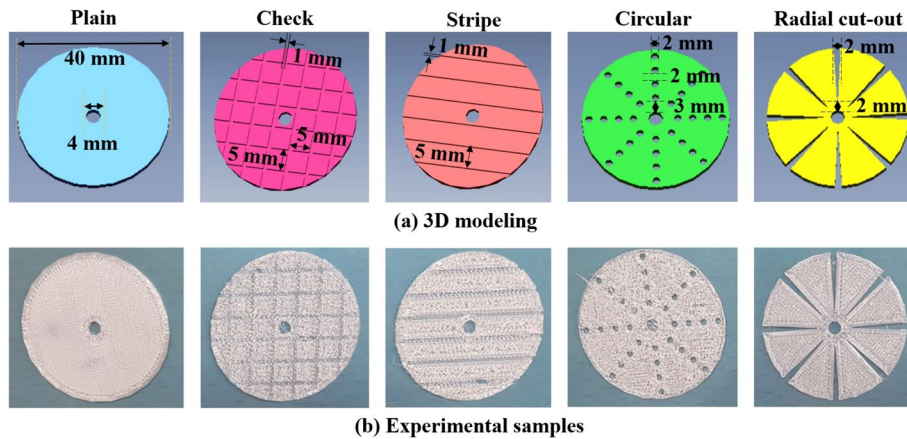 Plain
Check
Stripe
Circular
Radial cut-out
40 mm
4 mm
1 mm
5 mm
5 mm
1 mm
5 mm
2 mm
2 mm
3 mm
2 mm
2 mm
(a) 3D modeling
(b) Experimental samples